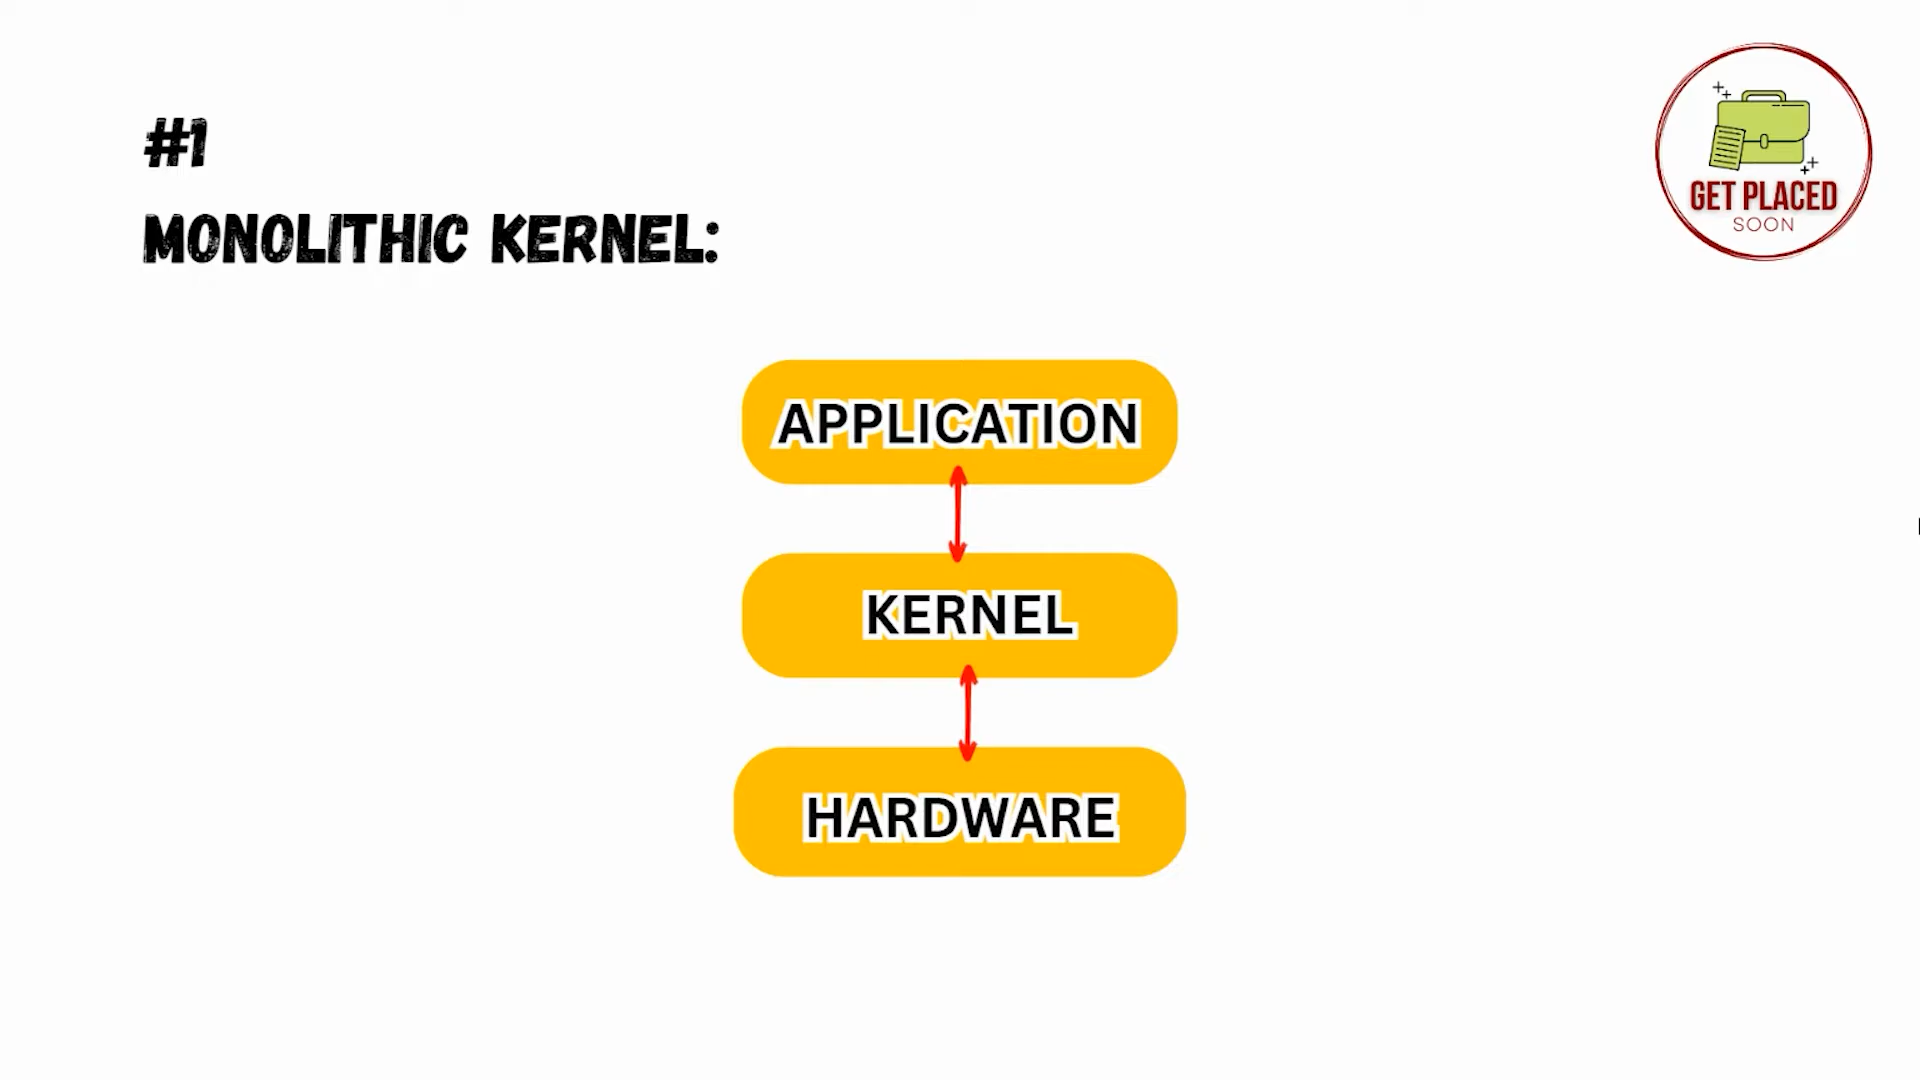 #1
MONOLITHIC KERNEL:
GET PLACED
SOON
APPLICATION
KERNEL
HARDWARE